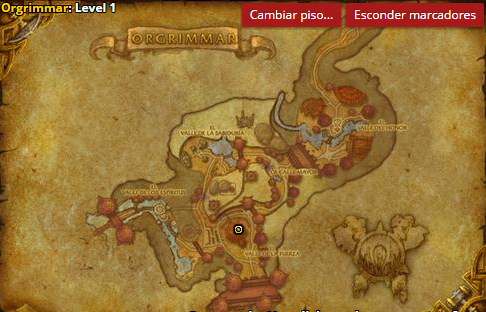 Orgrimmar: Level 1
Cambiar piso...
Esconder marcadores
ORGRIMMAR
EL
VALLE DE LA SABIDURÍA
EL
VALLE DEL HONOR
LA CALLE MAYOR
EL
VALLE DE LOS ESPÍRITUS
VALLE DE LA FUERZA